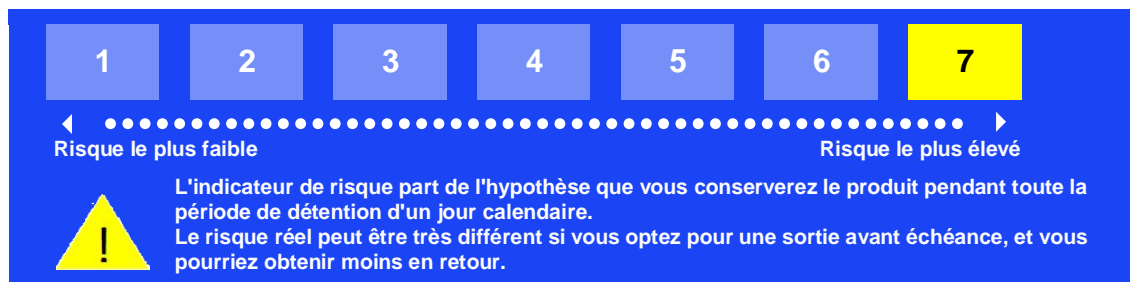 1 2 3 4 5 6 7
Risque le plus faible Risque le plus élevé
L'indicateur de risque part de l'hypothèse que vous conserverez le produit pendant toute la
période de détention d'un jour calendaire.
Le risque réel peut être très différent si vous optez pour une sortie avant échéance, et vous
pourriez obtenir moins en retour.
!